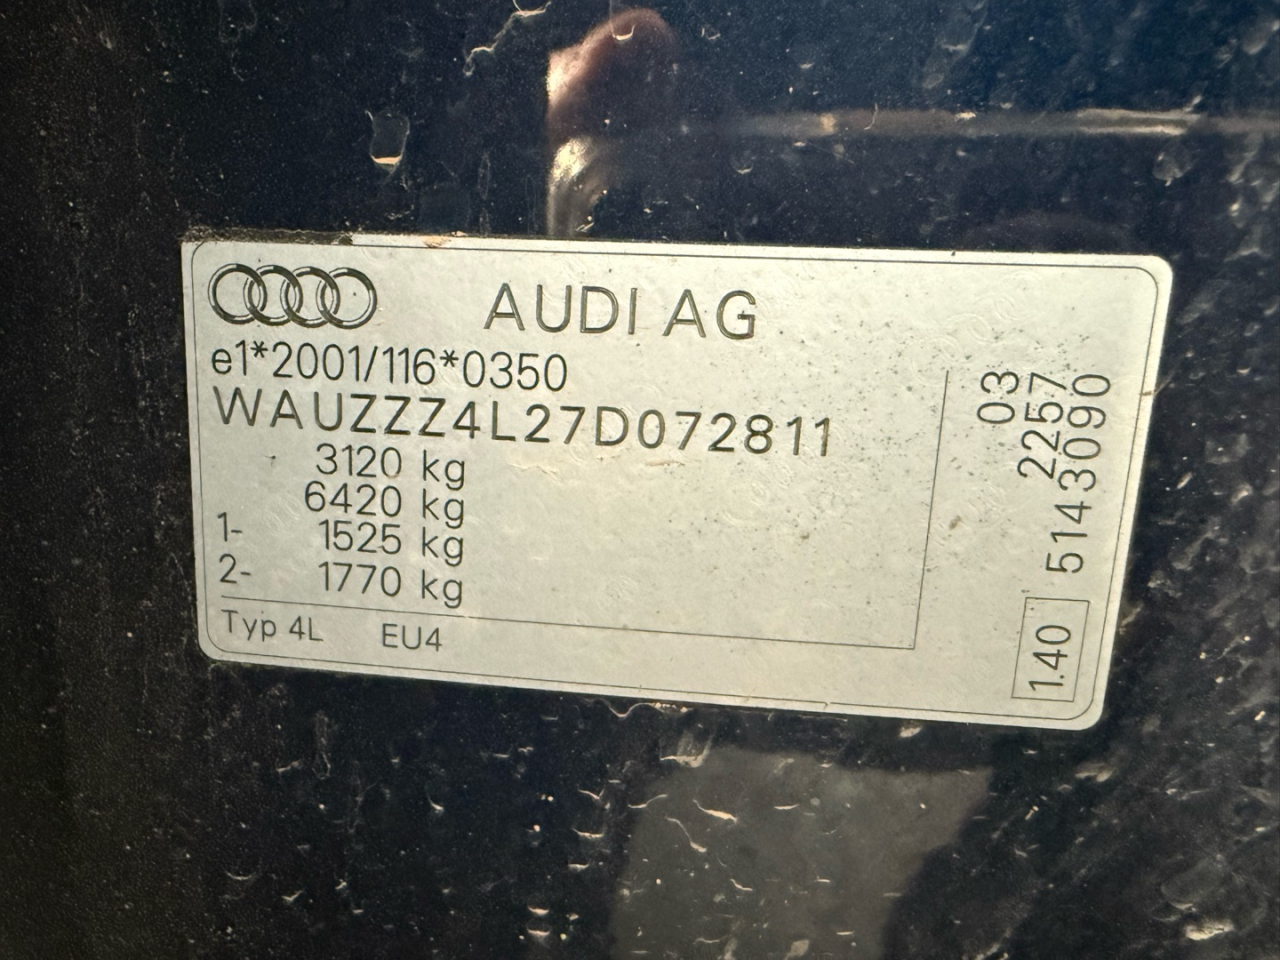 AUDI AG
e1*2001/116*0350
WAUZZZ4L27D072811
3120 kg
6420 kg
1- 1525 kg
2- 1770 kg
Typ 4L EU4
03
2257
5143090
1.40